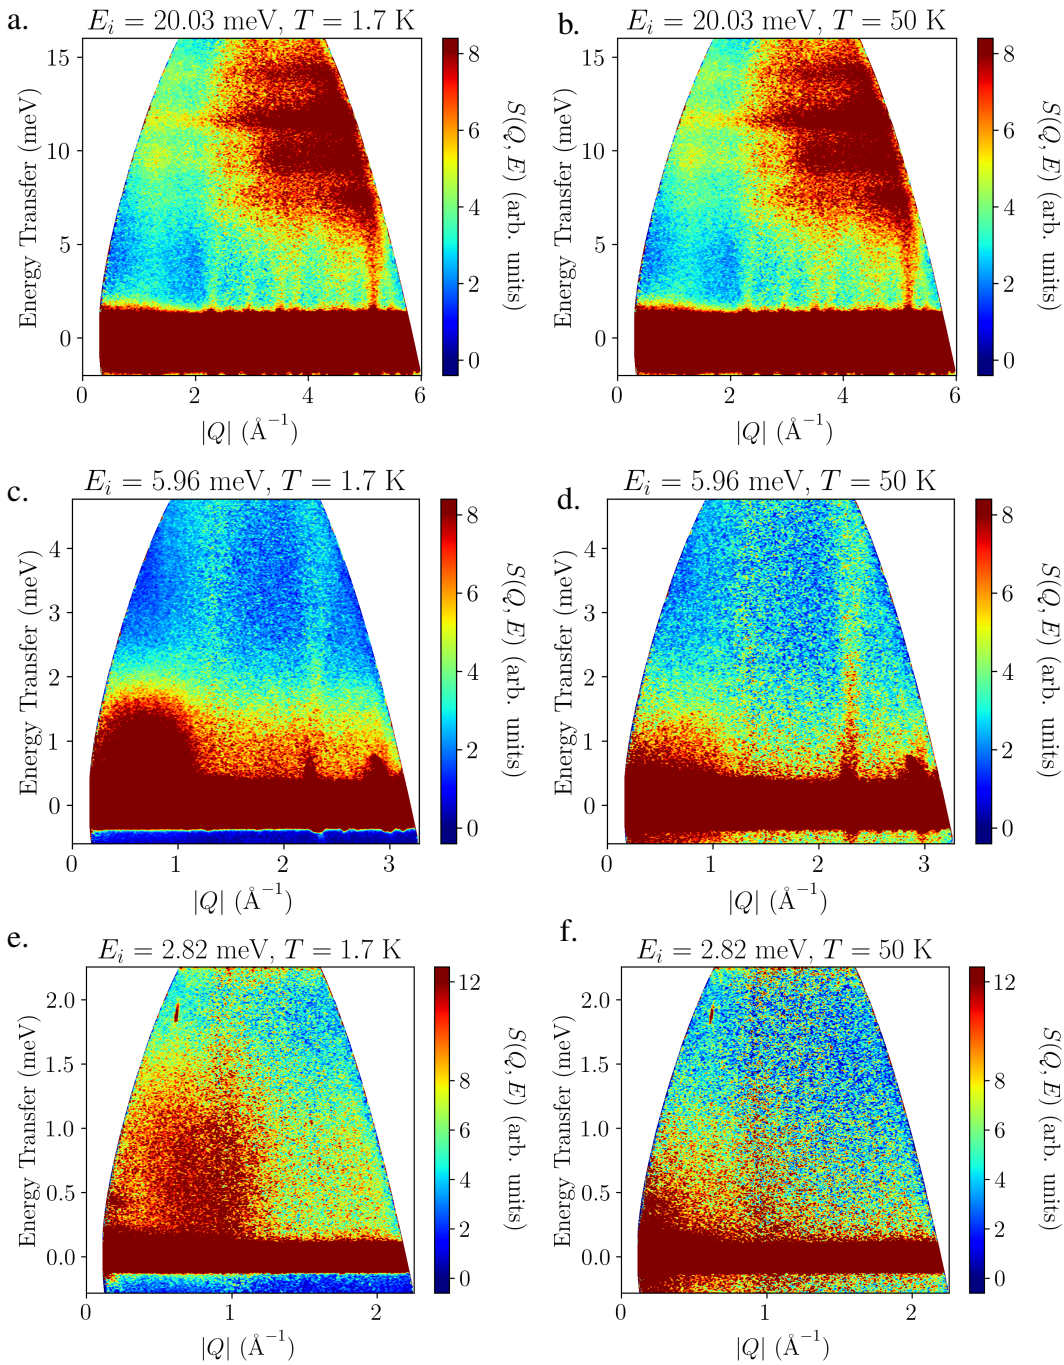 a.
E_i = 20.03 meV, T = 1.7 K
15
10
5
0
Energy Transfer (meV)
0 2 4 6
|Q| (Å⁻¹)
8
6
4
2
0
S(Q, E) (arb. units)
b.
E_i = 20.03 meV, T = 50 K
15
10
5
0
Energy Transfer (meV)
0 2 4 6
|Q| (Å⁻¹)
8
6
4
2
0
S(Q, E) (arb. units)
c.
E_i = 5.96 meV, T = 1.7 K
4
3
2
1
0
Energy Transfer (meV)
0 1 2 3
|Q| (Å⁻¹)
8
6
4
2
0
S(Q, E) (arb. units)
d.
E_i = 5.96 meV, T = 50 K
4
3
2
1
0
Energy Transfer (meV)
0 1 2 3
|Q| (Å⁻¹)
8
6
4
2
0
S(Q, E) (arb. units)
e.
E_i = 2.82 meV, T = 1.7 K
2.0
1.5
1.0
0.5
0.0
Energy Transfer (meV)
0 1 2
|Q| (Å⁻¹)
12
10
8
6
4
2
0
S(Q, E) (arb. units)
f.
E_i = 2.82 meV, T = 50 K
2.0
1.5
1.0
0.5
0.0
Energy Transfer (meV)
0 1 2
|Q| (Å⁻¹)
12
10
8
6
4
2
0
S(Q, E) (arb. units)